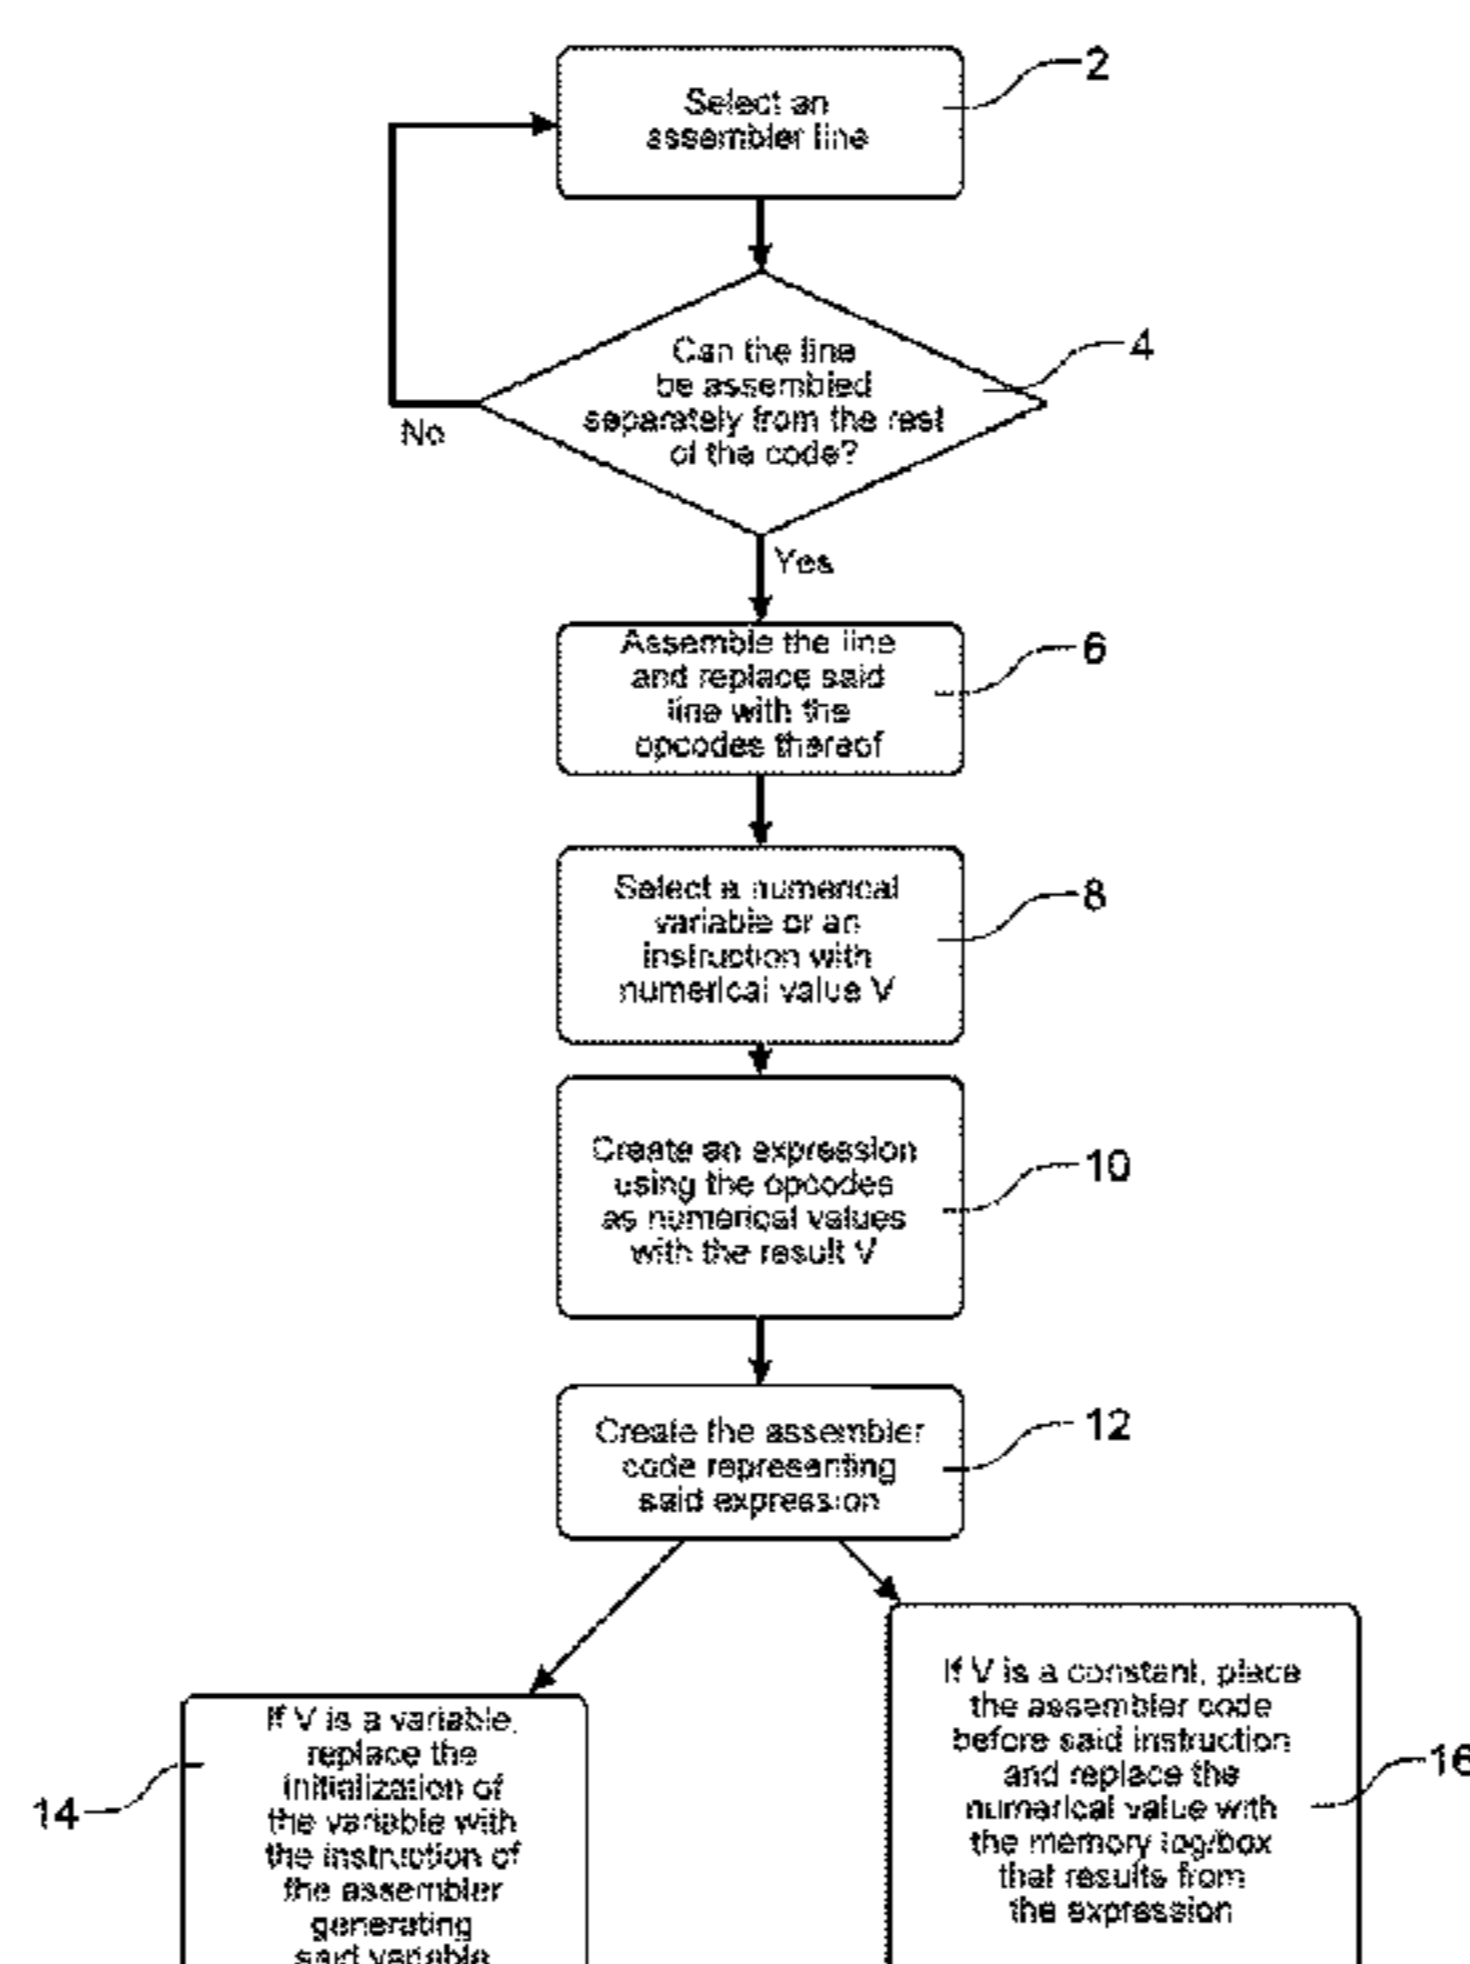 2
Select an
assembler line
4
Can the line
be assembled
separately from the rest
of the code?
No
Yes
6
Assemble the line
and replace said
line with the
opcodes thereof
8
Select a numerical
variable or an
instruction with
numerical value V
10
Create an expression
using the opcodes
as numerical values
with the result V
12
Create the assembler
code representing
said expression
14
If V is a variable,
replace the
initialization of
the variable with
the instruction of
the assembler
generating
said variable
16
If V is a constant, place
the assembler code
before said instruction
and replace the
numerical value with
the memory log/box
that results from
the expression